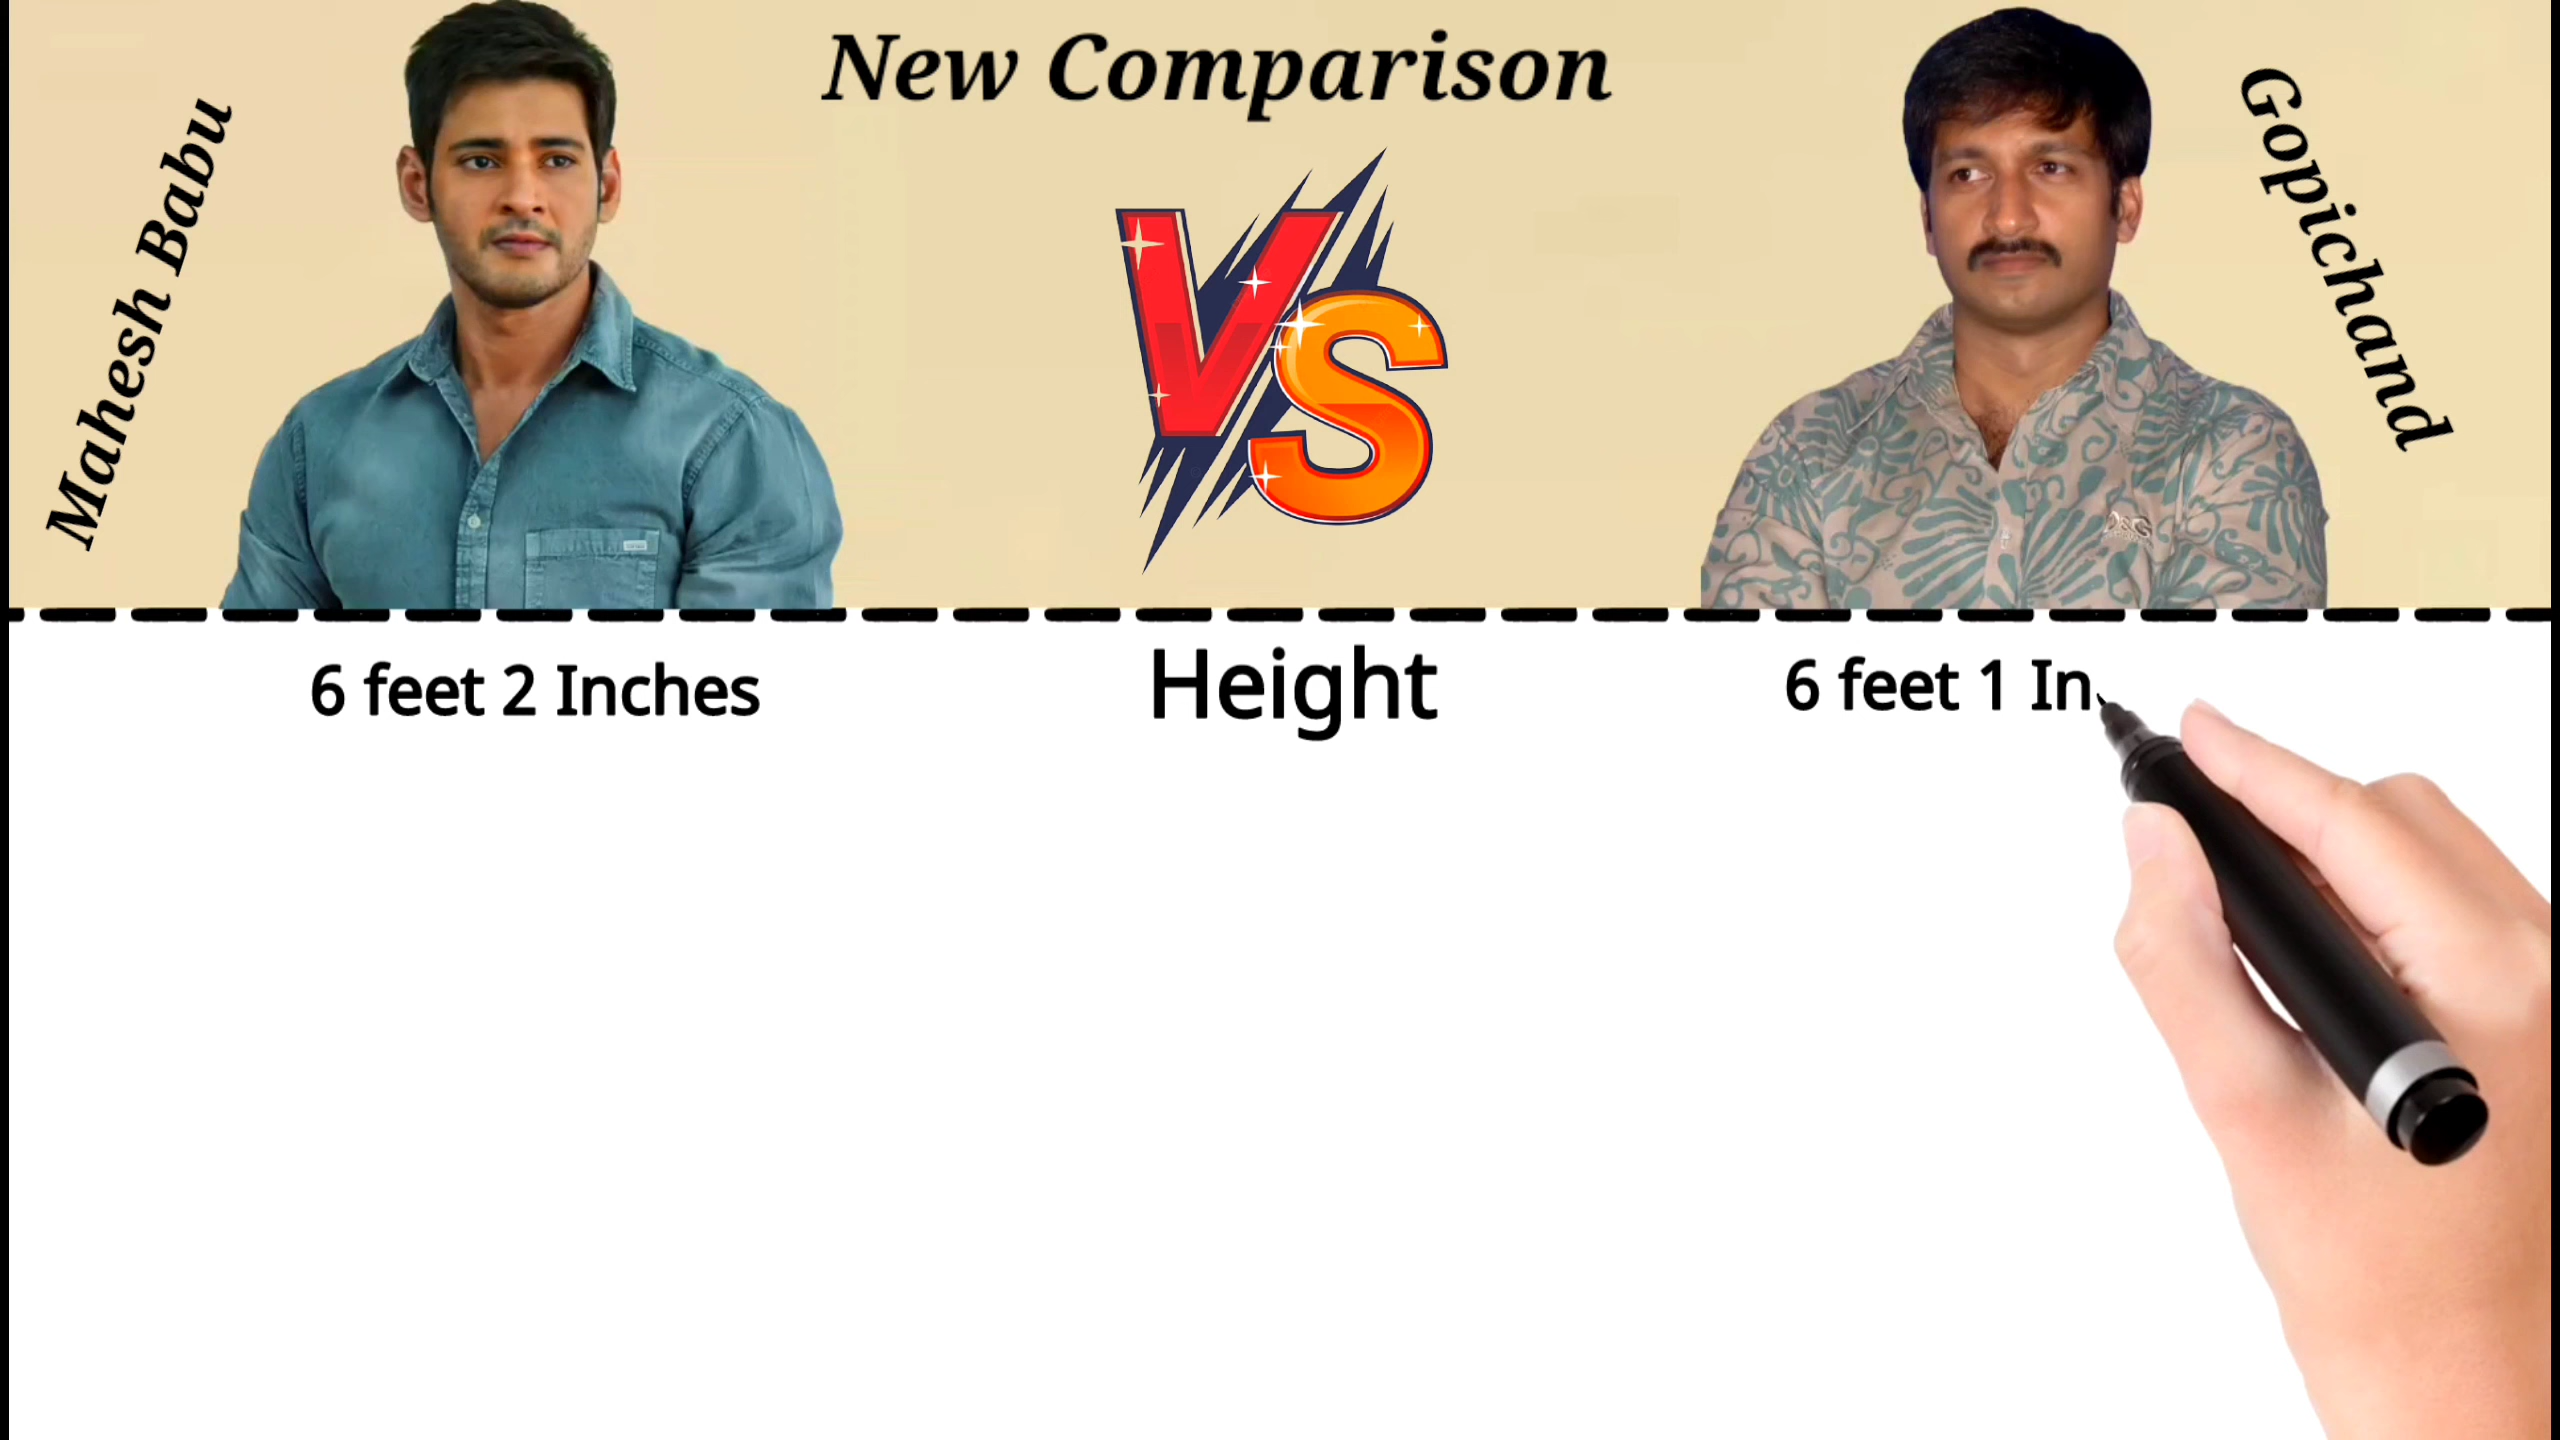 New Comparison
Mahesh Babu
VS
Gopichand
6 feet 2 Inches
Height
6 feet 1 In